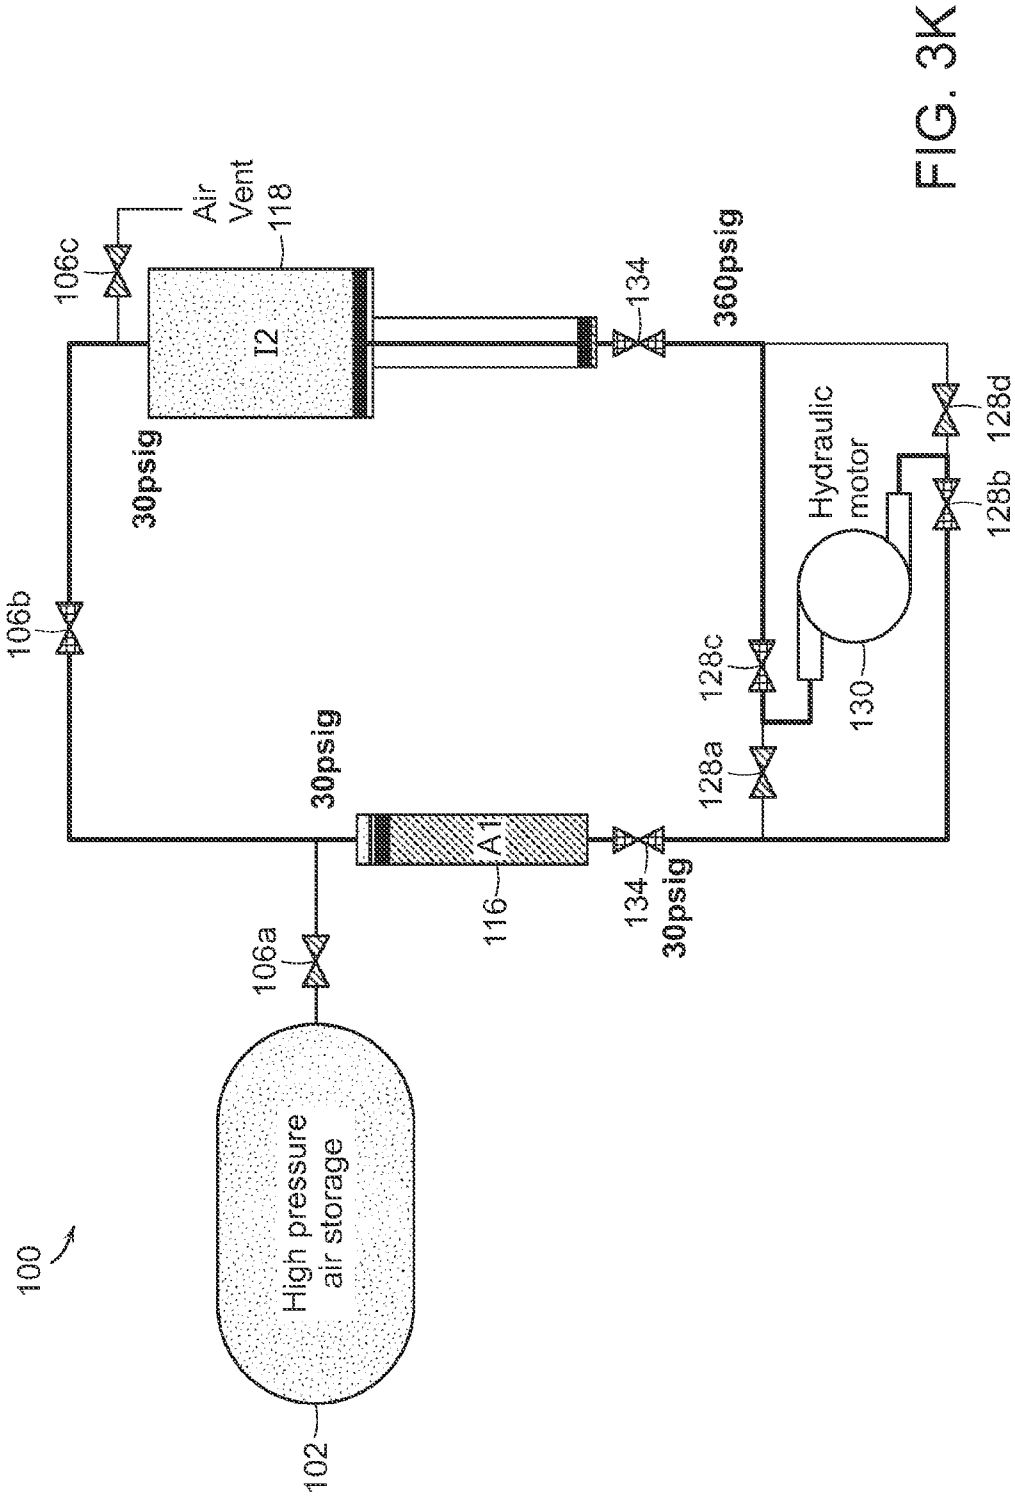 100
102
High pressure
air storage
106a
106b
106c
Air
Vent
118
I2
30psig
30psig
A1
116
134
30psig
134
360psig
128a
128c
Hydraulic
motor
130
128b
128d
FIG. 3K